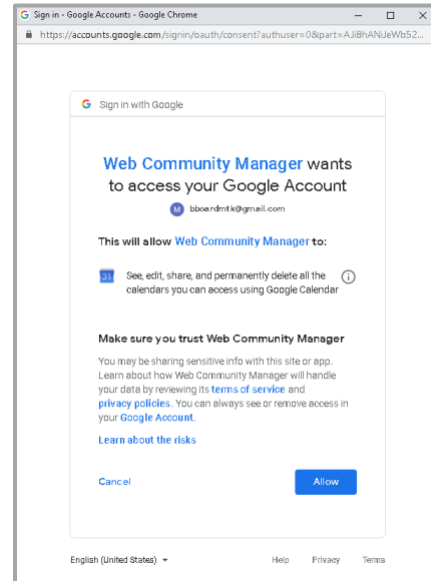 Sign in - Google Accounts - Google Chrome
https://accounts.google.com/signin/oauth/consent?authuser=0&part=AJi8hANiJeWb52...
Sign in with Google
Web Community Manager wants
to access your Google Account
M bboardmtk@gmail.com
This will allow Web Community Manager to:
31 See, edit, share, and permanently delete all the
calendars you can access using Google Calendar
Make sure you trust Web Community Manager
You may be sharing sensitive info with this site or app.
Learn about how Web Community Manager will handle
your data by reviewing its terms of service and
privacy policies. You can always see or remove access in
your Google Account.
Learn about the risks
Cancel
Allow
English (United States)
Help Privacy Terms